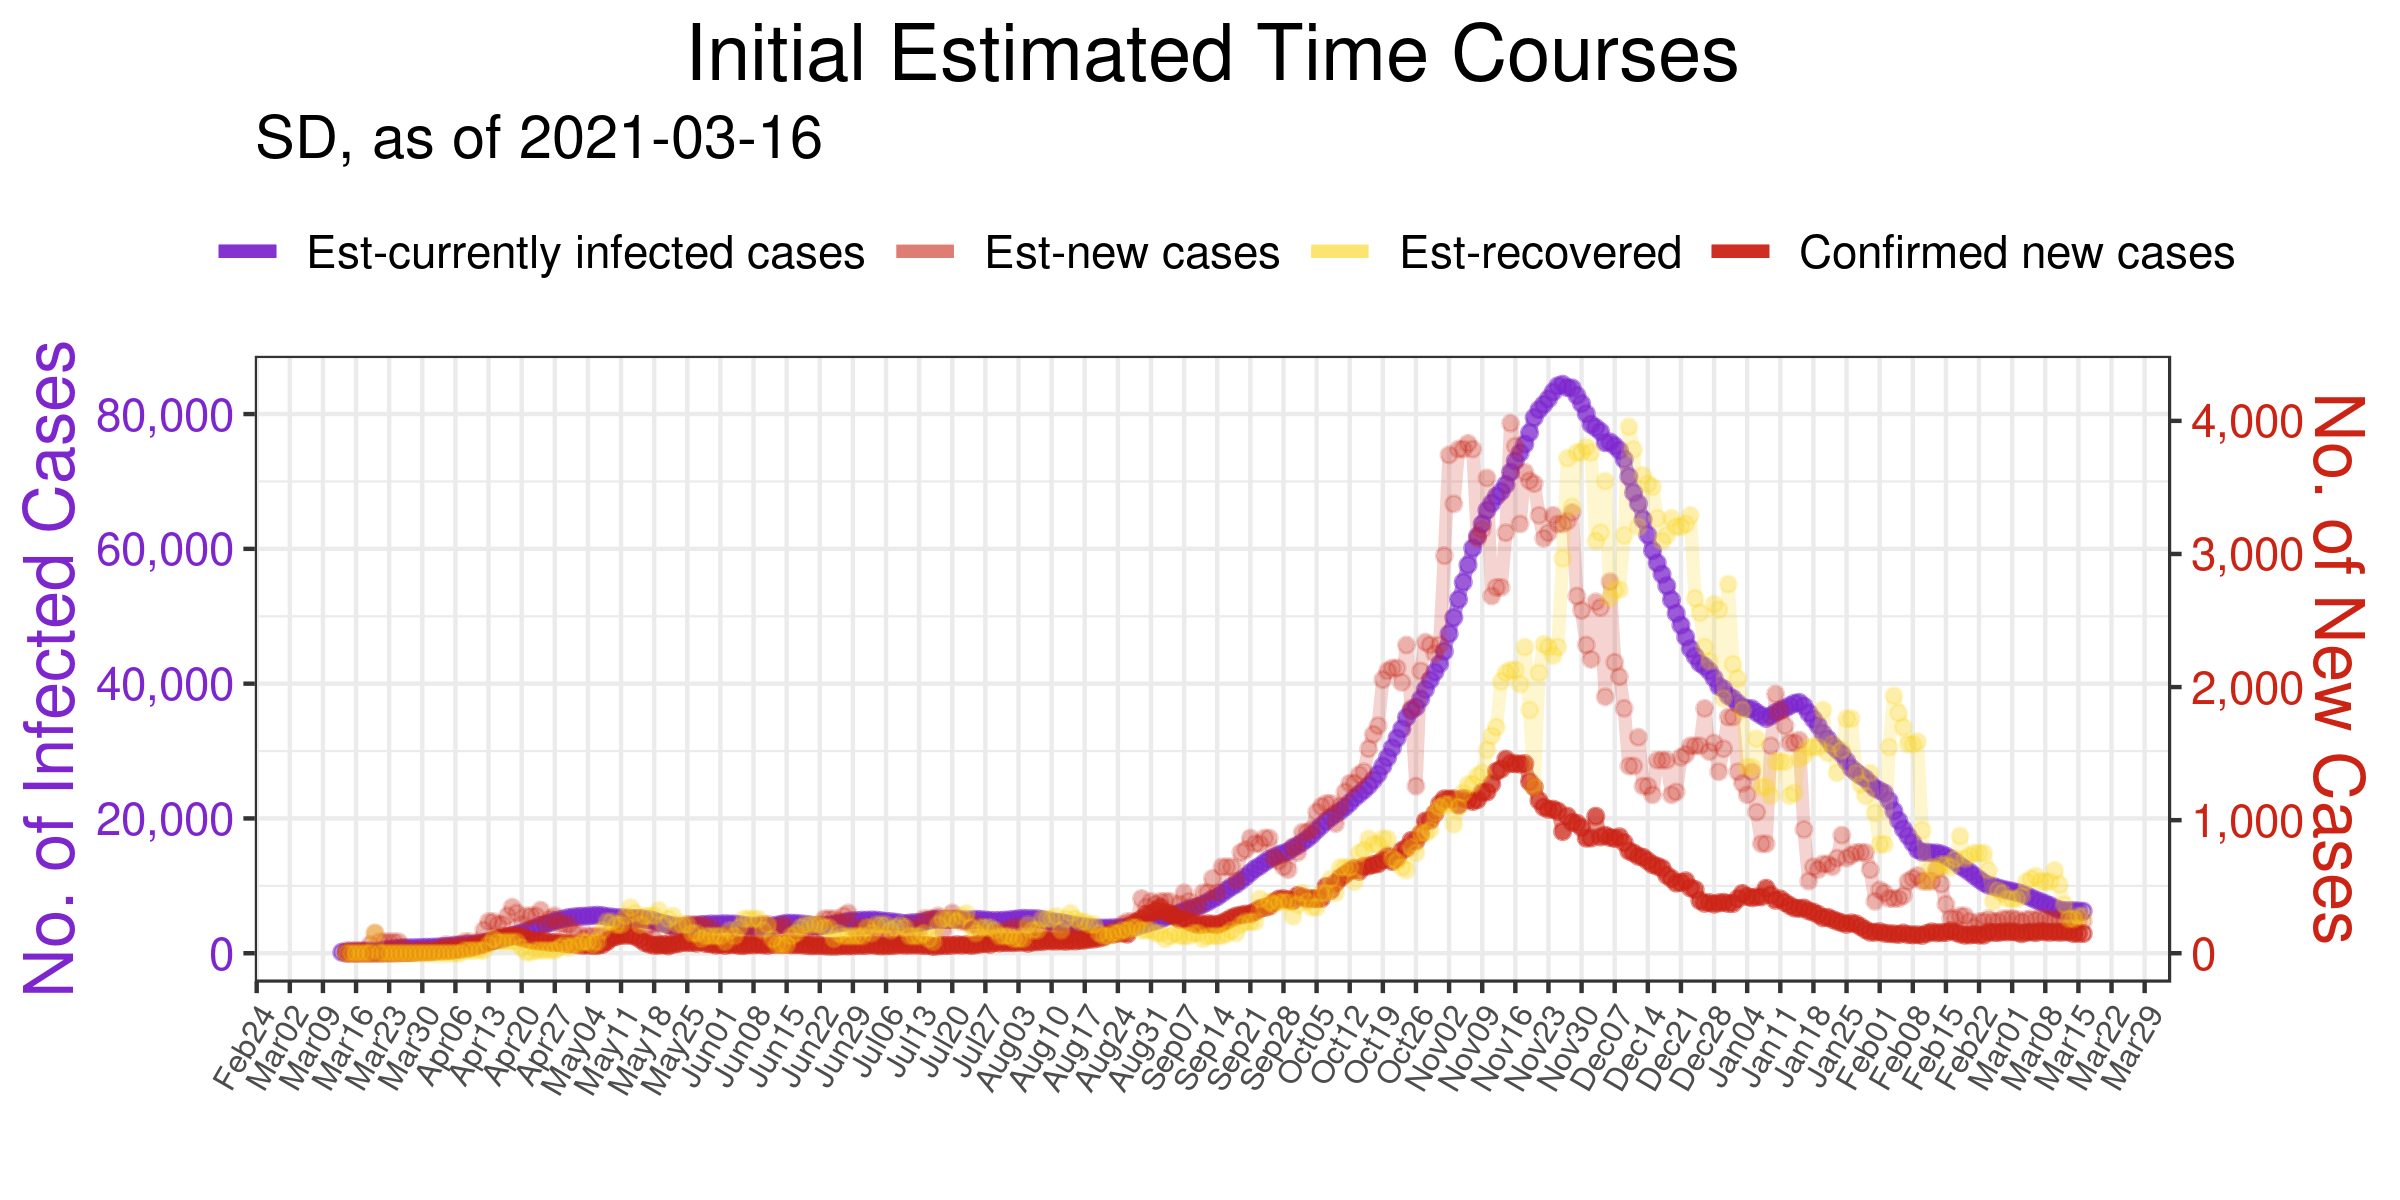 Initial Estimated Time Courses
SD, as of 2021-03-16
Est-currently infected cases Est-new cases Est-recovered Confirmed new cases
No. of Infected Cases
80,000
60,000
40,000
20,000
0
4,000
3,000
2,000
1,000
0
No. of New Cases
Feb24 Mar02 Mar09 Mar16 Mar23 Mar30 Apr06 Apr13 Apr20 Apr27 May04 May11 May18 May25 Jun01 Jun08 Jun15 Jun22 Jun29 Jul06 Jul13 Jul20 Jul27 Aug03 Aug10 Aug17 Aug24 Aug31 Sep07 Sep14 Sep21 Sep28 Oct05 Oct12 Oct19 Oct26 Nov02 Nov09 Nov16 Nov23 Nov30 Dec07 Dec14 Dec21 Dec28 Jan04 Jan11 Jan18 Jan25 Feb01 Feb08 Feb15 Feb22 Mar01 Mar08 Mar15 Mar22 Mar29